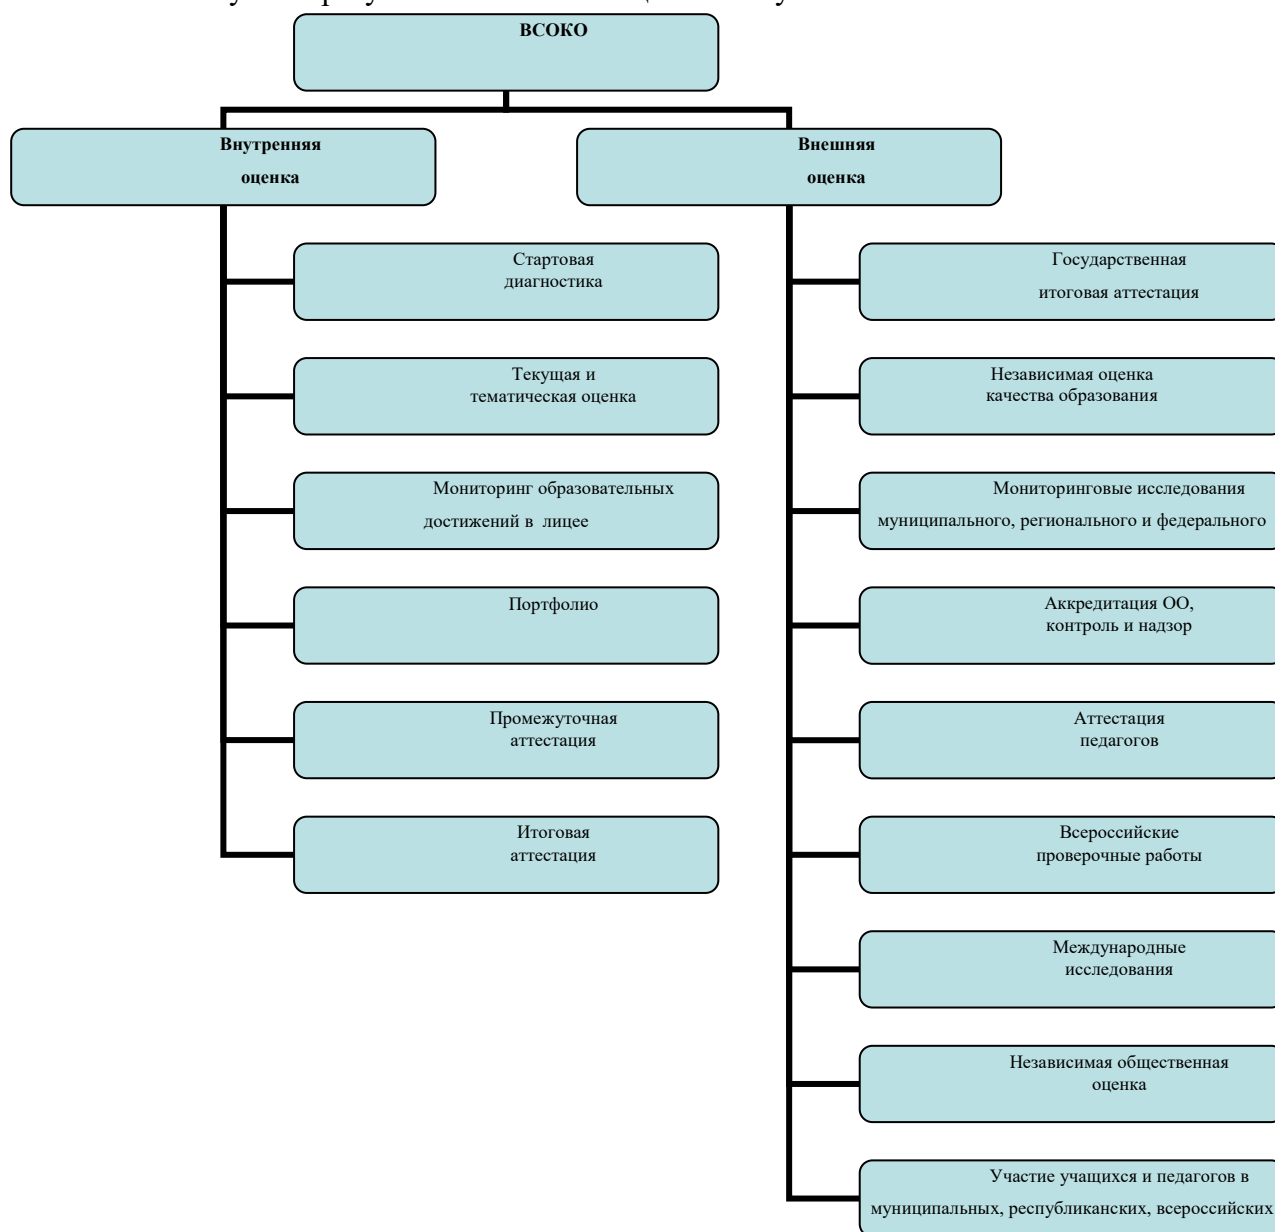 ВСОКО
Внутренняя
оценка
Внешняя
оценка
Стартовая
диагностика
Текущая и
тематическая оценка
Мониторинг образовательных
достижений в лицее
Портфолио
Промежуточная
аттестация
Итоговая
аттестация
Государственная
итоговая аттестация
Независимая оценка
качества образования
Мониторинговые исследования
муниципального, регионального и федерального
Аккредитация ОО,
контроль и надзор
Аттестация
педагогов
Всероссийские
проверочные работы
Международные
исследования
Независимая общественная
оценка
Участие учащихся и педагогов в
муниципальных, республиканских, всероссийских